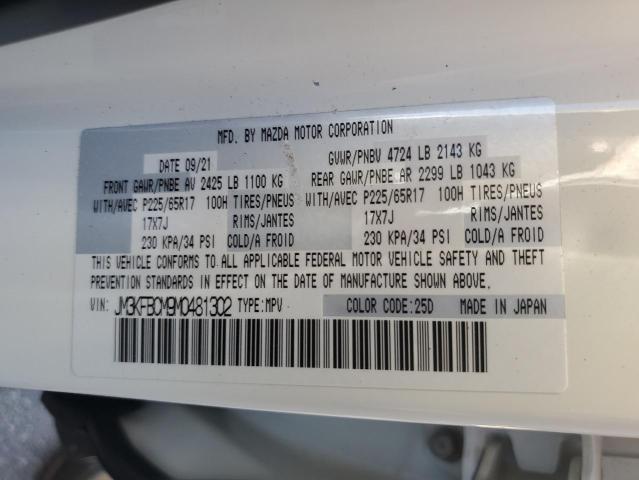 MFD. BY MAZDA MOTOR CORPORATION
DATE 09/21 GVWR/PNBV 4724 LB 2143 KG
FRONT GAWR/PNBE AV 2425 LB 1100 KG REAR GAWR/PNBE AR 2299 LB 1043 KG
WITH/AVEC P225/65R17 100H TIRES/PNEUS WITH/AVEC P225/65R17 100H TIRES/PNEUS
17X7J RIMS/JANTES 17X7J RIMS/JANTES
230 KPA/34 PSI COLD/A FROID 230 KPA/34 PSI COLD/A FROID
THIS VEHICLE CONFORMS TO ALL APPLICABLE FEDERAL MOTOR VEHICLE SAFETY AND THEFT
PREVENTION STANDARDS IN EFFECT ON THE DATE OF MANUFACTURE SHOWN ABOVE.
VIN: JM3KFBCM9M0481302 TYPE:MPV COLOR CODE:25D MADE IN JAPAN